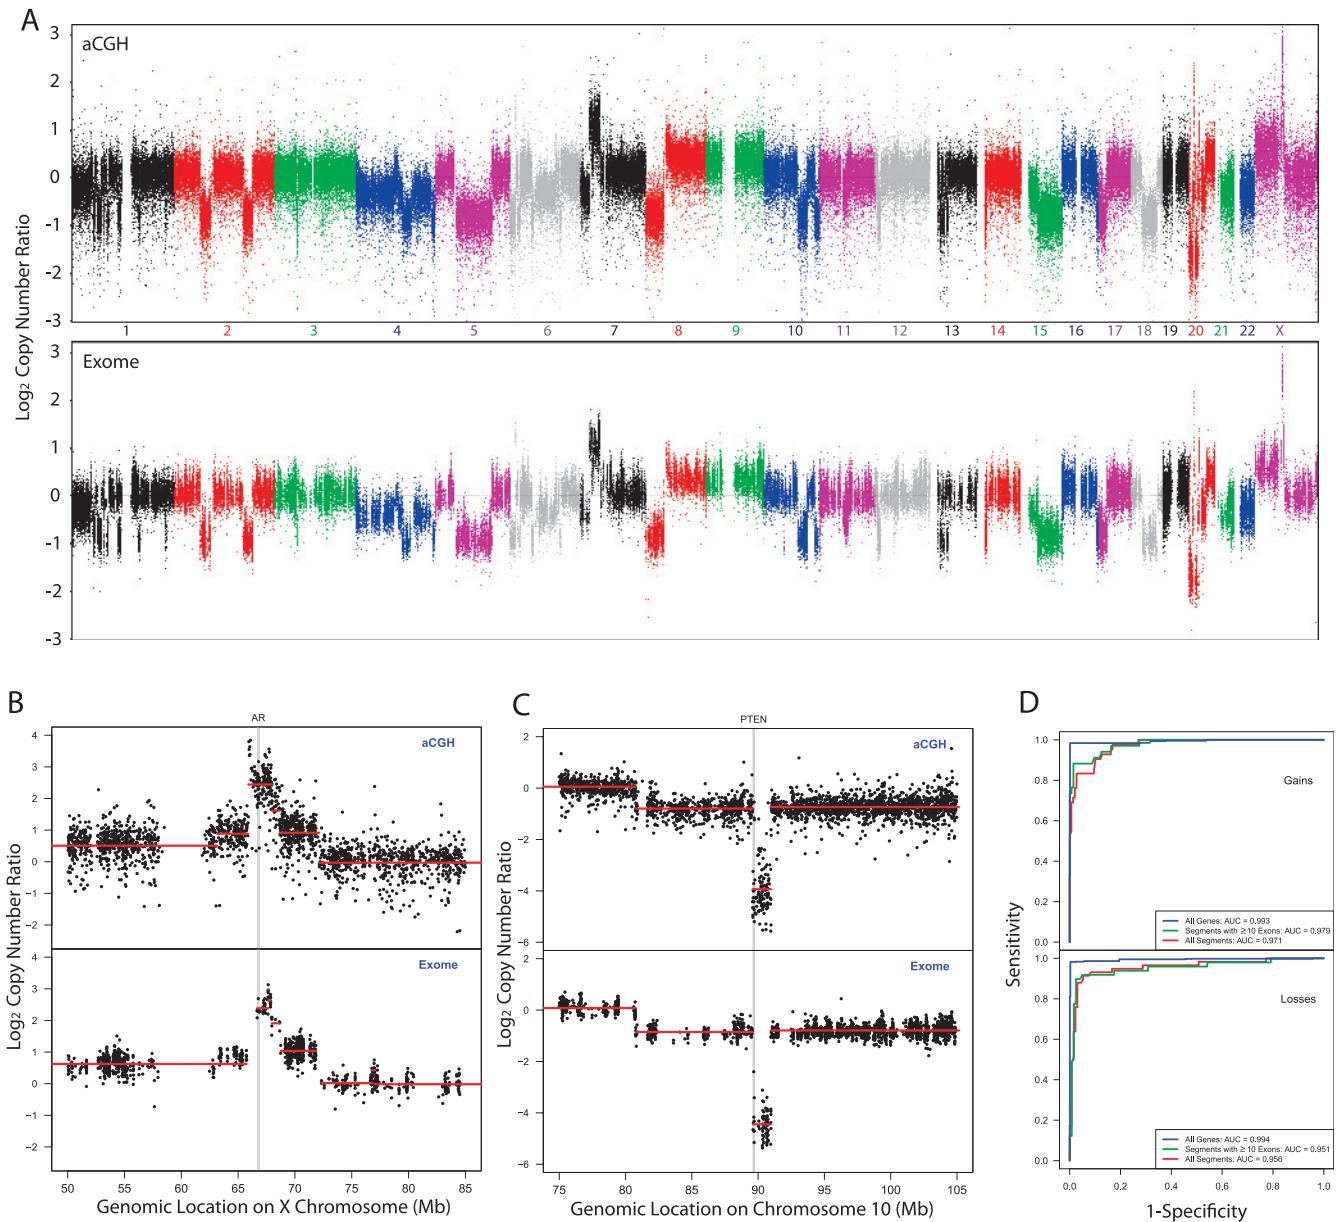 A
aCGH
Log2 Copy Number Ratio
3
2
1
0
-1
-2
-3
1 2 3 4 5 6 7 8 9 10 11 12 13 14 15 16 17 18 19 20 21 22 X
Exome
3
2
1
0
-1
-2
-3
B
AR
aCGH
Log2 Copy Number Ratio
4
3
2
1
0
-1
-2
Exome
4
3
2
1
0
-1
-2
50 55 60 65 70 75 80 85
Genomic Location on X Chromosome (Mb)
C
PTEN
aCGH
Log2 Copy Number Ratio
2
0
-2
-4
-6
Exome
2
0
-2
-4
-6
75 80 85 90 95 100 105
Genomic Location on Chromosome 10 (Mb)
D
Sensitivity
1.0
0.8
0.6
0.4
0.2
0.0
Gains
All Genes: AUC = 0.993
Segments with ≥10 Exons: AUC = 0.979
All Segments: AUC = 0.971
1.0
0.8
0.6
0.4
0.2
0.0
Losses
All Genes: AUC = 0.994
Segments with ≥ 10 Exons: AUC = 0.951
All Segments: AUC = 0.956
0.0 0.2 0.4 0.6 0.8 1.0
1-Specificity